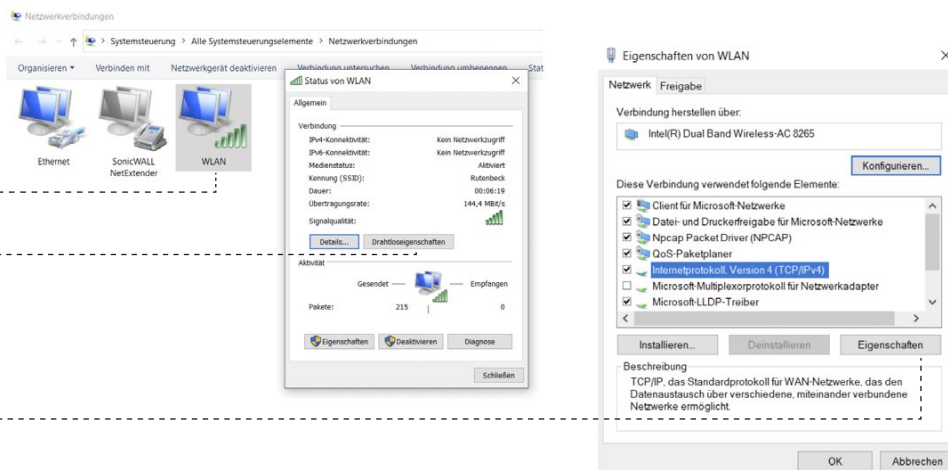 Netzwerkverbindungen
Systemsteuerung > Alle Systemsteuerungselemente > Netzwerkverbindungen
Organisieren Verbinden mit Netzwerkgerät deaktivieren Verbindung untersuchen Verbindung umbenennen Stat
Ethernet
SonicWALL
NetExtender
WLAN
Status von WLAN
Allgemein
Verbindung
IPv4-Konnektivität: Kein Netzwerkzugriff
IPv6-Konnektivität: Kein Netzwerkzugriff
Medienstatus: Aktiviert
Kennung (SSID): Rutenbeck
Dauer: 00:06:19
Übertragungsrate: 144,4 MBit/s
Signalqualität:
Details... Drahtloseigenschaften
Aktivität
Gesendet Empfangen
Pakete: 215 0
Eigenschaften Deaktivieren Diagnose
Schließen
Eigenschaften von WLAN
Netzwerk Freigabe
Verbindung herstellen über:
Intel(R) Dual Band Wireless-AC 8265
Konfigurieren...
Diese Verbindung verwendet folgende Elemente:
Client für Microsoft-Netzwerke
Datei- und Druckerfreigabe für Microsoft-Netzwerke
Npcap Packet Driver (NPCAP)
QoS-Paketplaner
Internetprotokoll, Version 4 (TCP/IPv4)
Microsoft-Multiplexorprotokoll für Netzwerkadapter
Microsoft-LLDP-Treiber
Installieren... Deinstallieren Eigenschaften
Beschreibung
TCP/IP, das Standardprotokoll für WAN-Netzwerke, das den
Datenaustausch über verschiedene, miteinander verbundene
Netzwerke ermöglicht.
OK Abbrechen